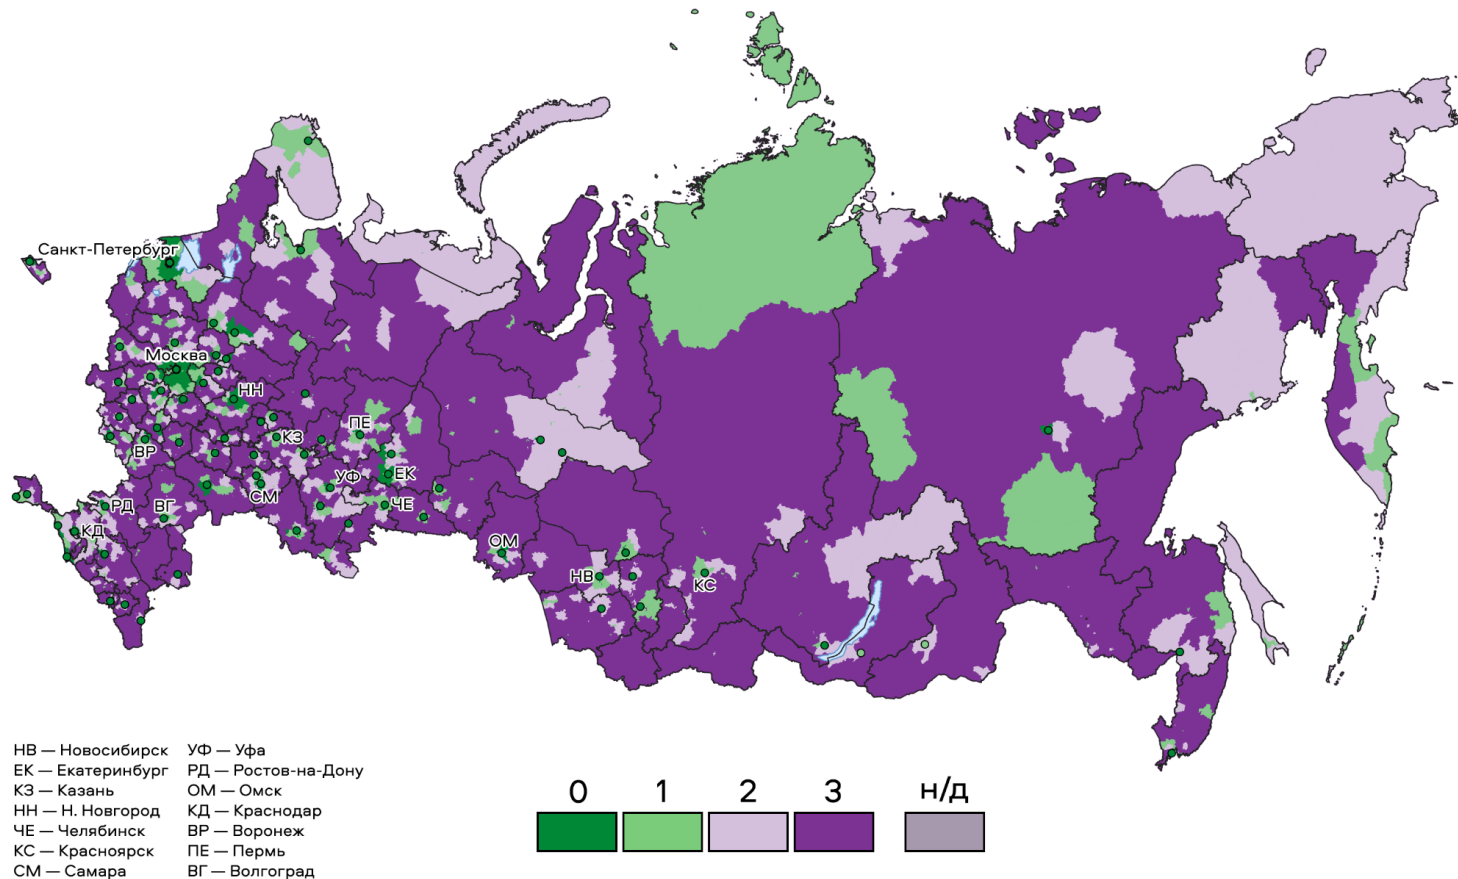 Санкт-Петербург
Москва
НН
ПЕ
КЗ
ВР
УФ
ЕК
СМ
ЧЕ
РД
ВГ
КД
ОМ
НВ
КС
НВ — Новосибирск
ЕК — Екатеринбург
КЗ — Казань
НН — Н. Новгород
ЧЕ — Челябинск
КС — Красноярск
СМ — Самара
УФ — Уфа
РД — Ростов-на-Дону
ОМ — Омск
КД — Краснодар
ВР — Воронеж
ПЕ — Пермь
ВГ — Волгоград
0 1 2 3 н/д